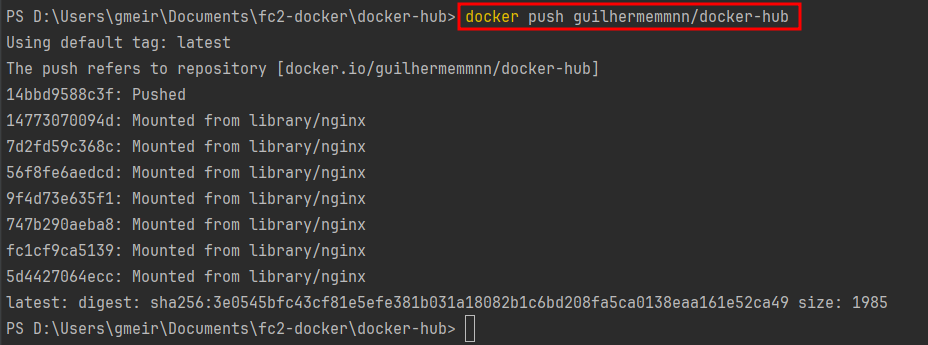 PS D:\Users\gmeir\Documents\fc2-docker\docker-hub> docker push guilhermemmnn/docker-hub
Using default tag: latest
The push refers to repository [docker.io/guilhermemmnn/docker-hub]
14bbd9588c3f: Pushed
14773070094d: Mounted from library/nginx
7d2fd59c368c: Mounted from library/nginx
56f8fe6aedcd: Mounted from library/nginx
9f4d73e635f1: Mounted from library/nginx
747b290aeba8: Mounted from library/nginx
fc1cf9ca5139: Mounted from library/nginx
5d4427064ecc: Mounted from library/nginx
latest: digest: sha256:3e0545bfc43cf81e5efe381b031a18082b1c6bd208fa5ca0138eaa161e52ca49 size: 1985
PS D:\Users\gmeir\Documents\fc2-docker\docker-hub>